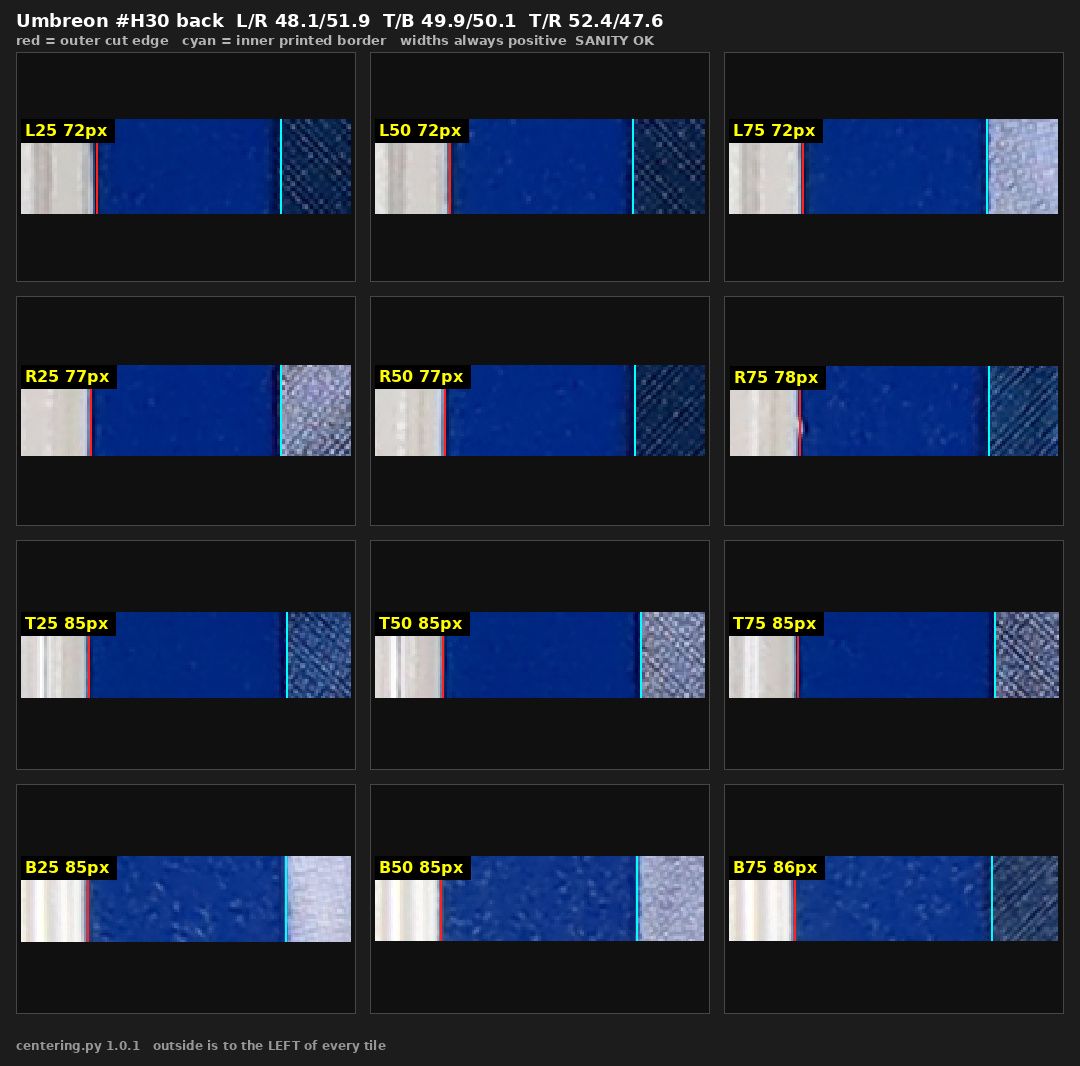 Umbreon #H30 back  L/R 48.1/51.9  T/B 49.9/50.1  T/R 52.4/47.6
red = outer cut edge   cyan = inner printed border   widths always positive  SANITY OK
L25 72px
L50 72px
L75 72px
R25 77px
R50 77px
R75 78px
T25 85px
T50 85px
T75 85px
B25 85px
B50 85px
B75 86px
centering.py 1.0.1   outside is to the LEFT of every tile